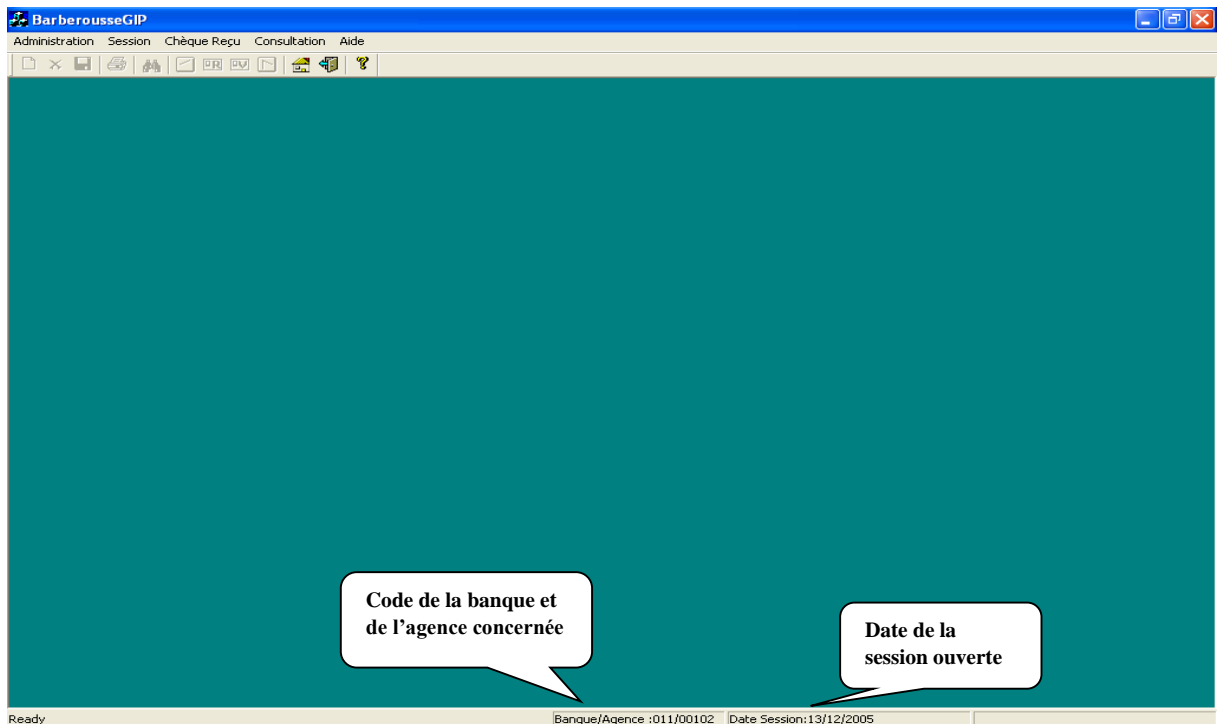 BarberousseGIP
Administration Session Chèque Reçu Consultation Aide
Code de la banque et
de l'agence concernée
Date de la
session ouverte
Ready Banque/Agence :011/00102 Date Session:13/12/2005